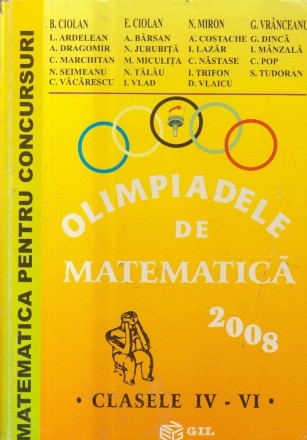 B. CIOLAN E. CIOLAN N. MIRON G. VRÂNCEANU
L. ARDELEAN A. BÂRSAN A. COSTACHE G. DINCĂ
A. DRAGOMIR N. JURUBIȚĂ I. LAZĂR I. MÂNZALĂ
C. MARCHITAN M. MICULIȚA C. NĂSTASE C. POP
N. SEIMEANU N. TĂLĂU I. TRIFON S. TUDORAN
C. VĂCĂRESCU I. VLAD D. VLAICU
MATEMATICA PENTRU CONCURSURI
OLIMPIADELE
DE
MATEMATICĂ
2008
• CLASELE IV - VI •
GIL